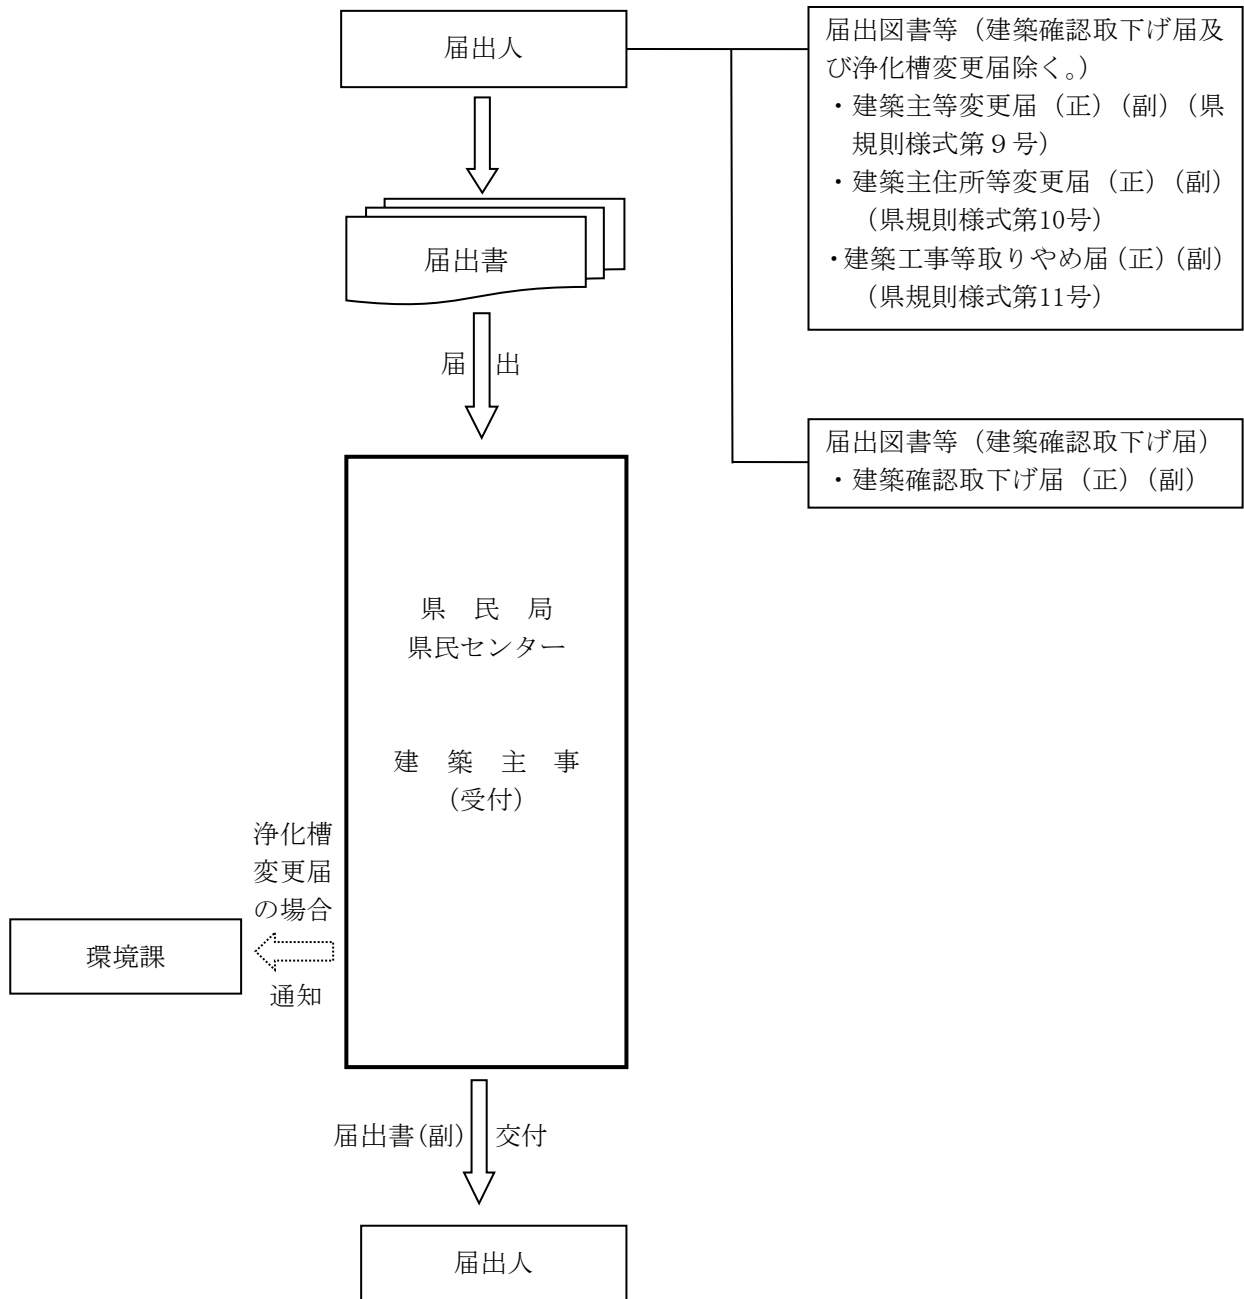 届出人
届出図書等（建築確認取下げ届及
び浄化槽変更届除く。）
・建築主等変更届（正）（副）（県
規則様式第９号）
・建築主住所等変更届（正）（副）
（県規則様式第10号）
・建築工事等取りやめ届（正）（副）
（県規則様式第11号）
届出書
届 出
届出図書等（建築確認取下げ届）
・建築確認取下げ届（正）（副）
県　民　局
県民センター
建　築　主　事
（受付）
浄化槽
変更届
の場合
環境課
通知
届出書（副） 交付
届出人